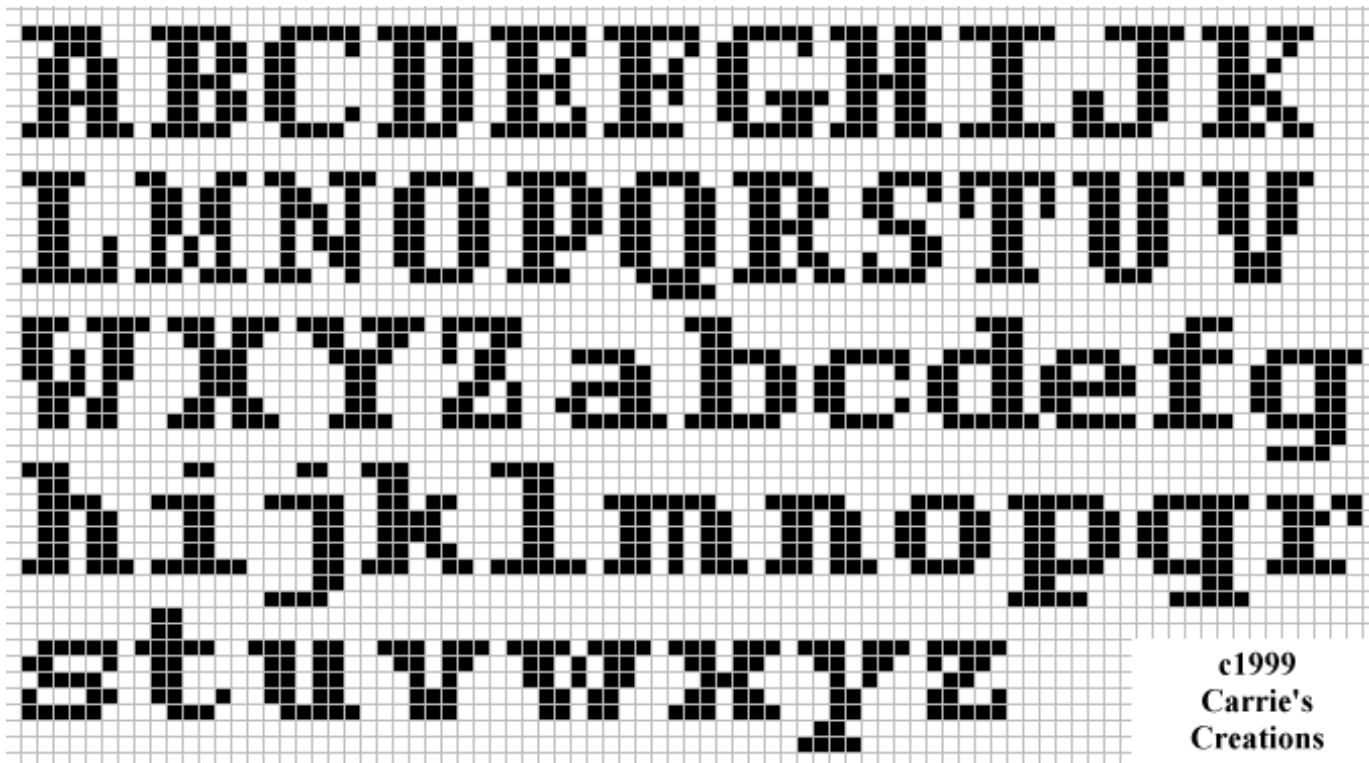 ABCDEFGHIJK
LMNOPQRSTUV
WXYZabcdefg
hijklmnopqr
stuvwxyz
c1999
Carrie's
Creations